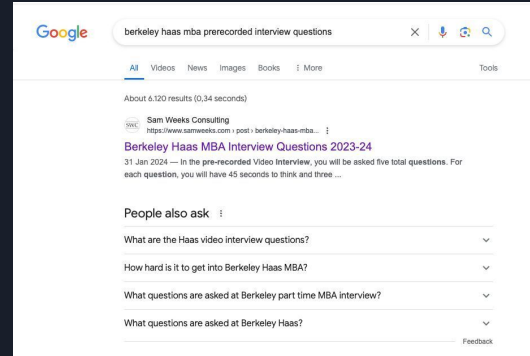 Google
berkeley haas mba prerecorded interview questions
All Videos News Images Books More Tools
About 6.120 results (0,34 seconds)
SWC
Sam Weeks Consulting
https://www.samweeks.com › post › berkeley-haas-mba...
Berkeley Haas MBA Interview Questions 2023-24
31 Jan 2024 — In the pre-recorded Video Interview, you will be asked five total questions. For
each question, you will have 45 seconds to think and three ...
People also ask
What are the Haas video interview questions?
How hard is it to get into Berkeley Haas MBA?
What questions are asked at Berkeley part time MBA interview?
What questions are asked at Berkeley Haas?
Feedback